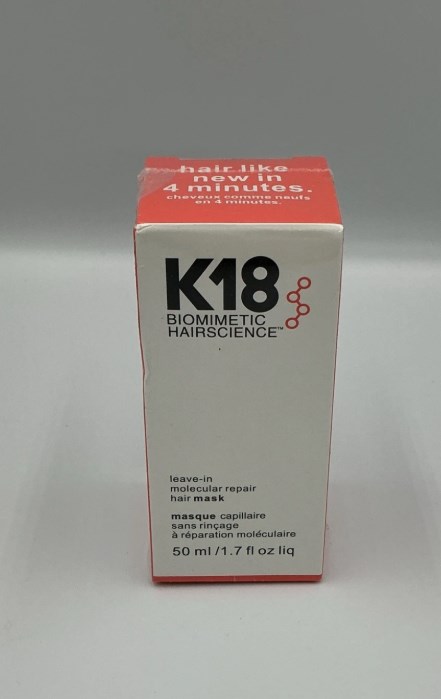 hair like
new in
4 minutes.
cheveux comme neufs
en 4 minutes.
K18
BIOMIMETIC
HAIRSCIENCE™
leave-in
molecular repair
hair mask
masque capillaire
sans rinçage
à réparation moléculaire
50 ml /1.7 fl oz liq